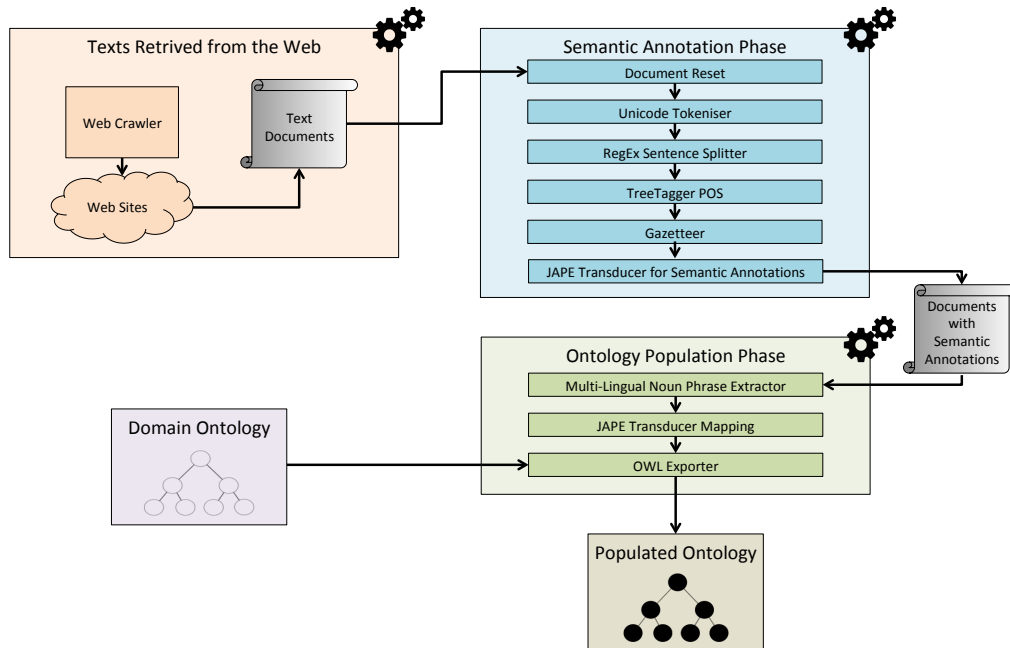 Texts Retrived from the Web
Web Crawler
Web Sites
Text
Documents
Semantic Annotation Phase
Document Reset
Unicode Tokeniser
RegEx Sentence Splitter
TreeTagger POS
Gazetteer
JAPE Transducer for Semantic Annotations
Documents
with
Semantic
Annotations
Ontology Population Phase
Multi-Lingual Noun Phrase Extractor
JAPE Transducer Mapping
OWL Exporter
Domain Ontology
Populated Ontology